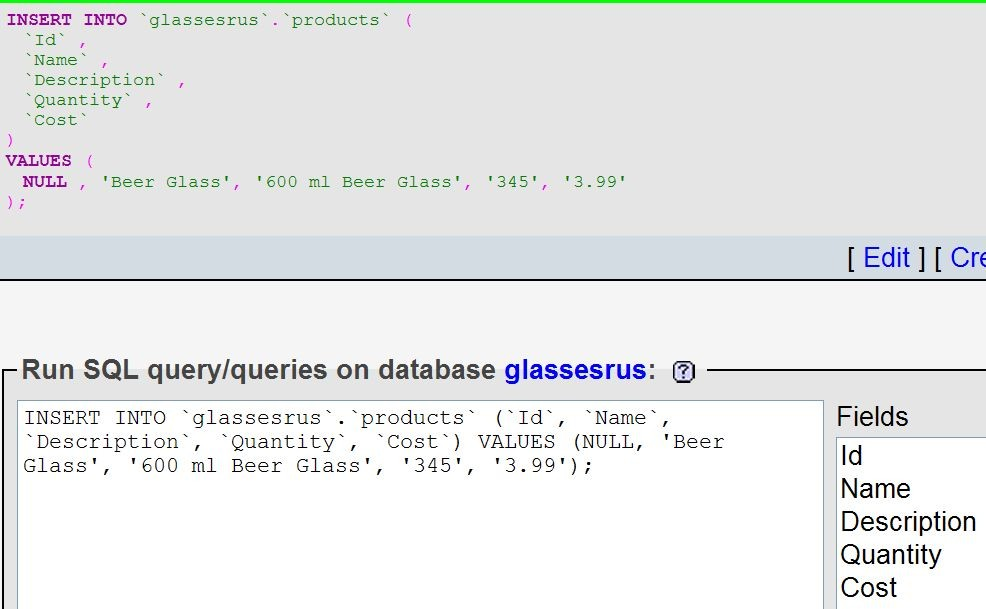 INSERT INTO `glassesrus`.`products` (
`Id` ,
`Name` ,
`Description` ,
`Quantity` ,
`Cost`
)
VALUES (
NULL , 'Beer Glass', '600 ml Beer Glass', '345', '3.99'
);
[ Edit ] [ Cre
Run SQL query/queries on database glassesrus: ?
INSERT INTO `glassesrus`.`products` (`Id`, `Name`,
`Description`, `Quantity`, `Cost`) VALUES (NULL, 'Beer
Glass', '600 ml Beer Glass', '345', '3.99');
Fields
Id
Name
Description
Quantity
Cost